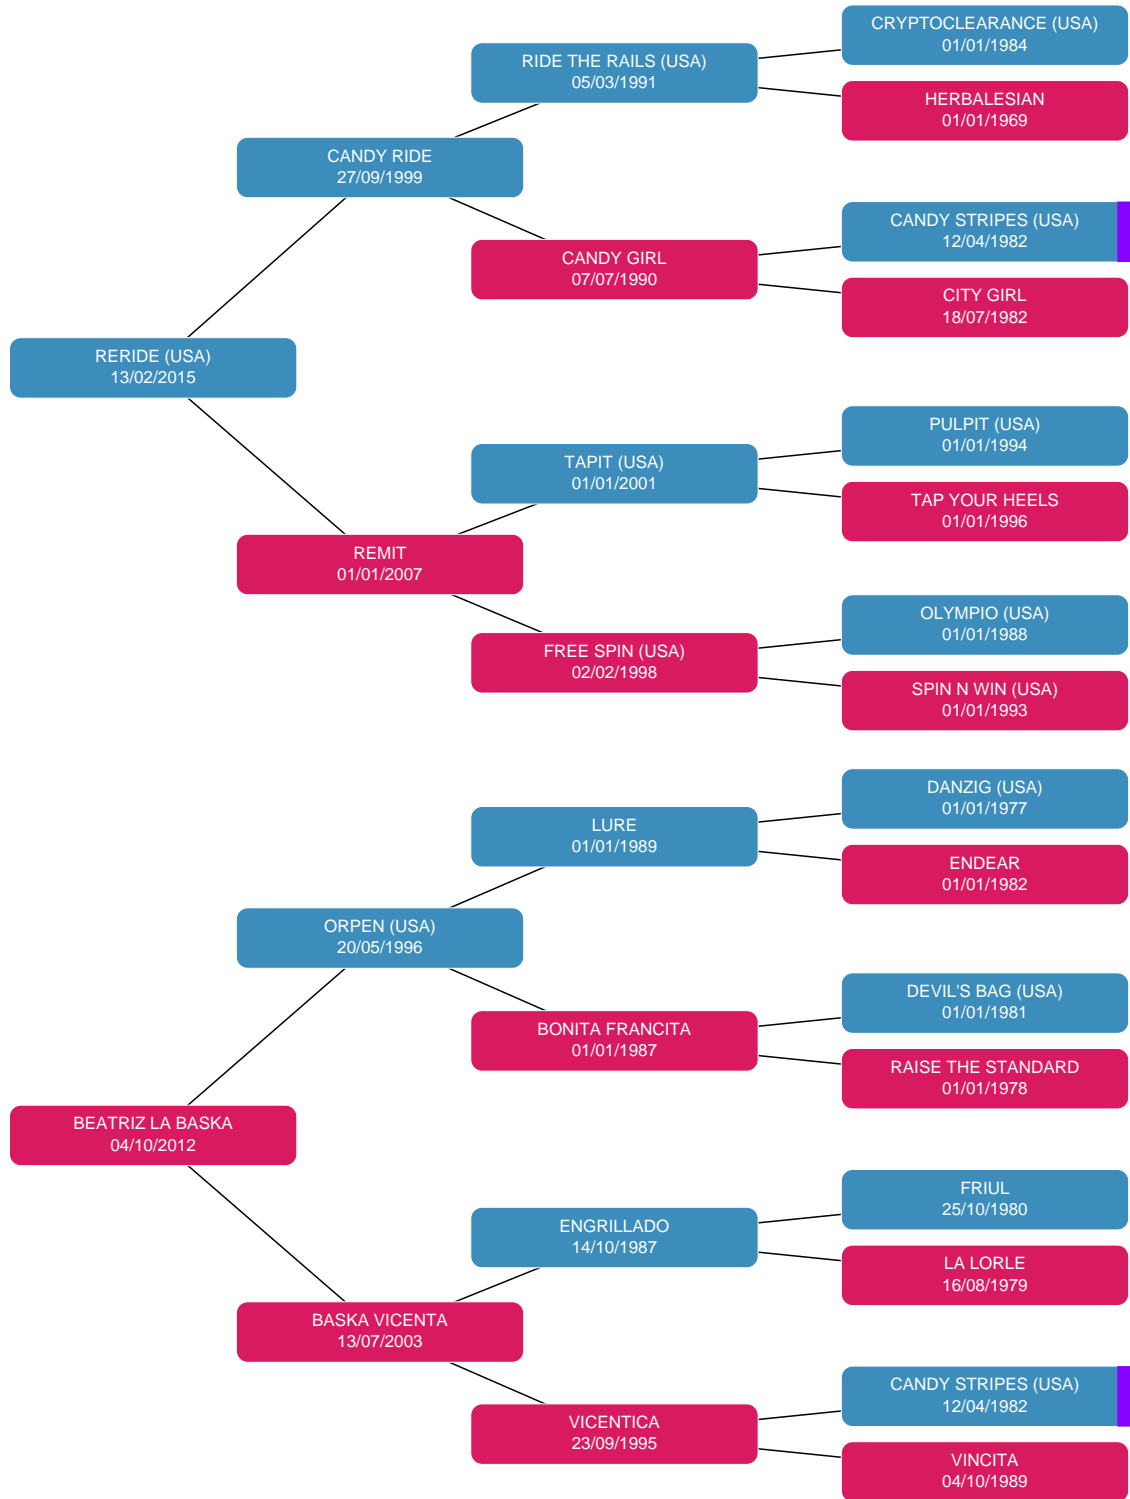 CRYPTOCLEARANCE (USA)
01/01/1984
RIDE THE RAILS (USA)
05/03/1991
HERBALESIAN
01/01/1969
CANDY RIDE
27/09/1999
CANDY STRIPES (USA)
12/04/1982
CANDY GIRL
07/07/1990
CITY GIRL
18/07/1982
RERIDE (USA)
13/02/2015
PULPIT (USA)
01/01/1994
TAPIT (USA)
01/01/2001
TAP YOUR HEELS
01/01/1996
REMIT
01/01/2007
OLYMPIO (USA)
01/01/1988
FREE SPIN (USA)
02/02/1998
SPIN N WIN (USA)
01/01/1993
DANZIG (USA)
01/01/1977
LURE
01/01/1989
ENDEAR
01/01/1982
ORPEN (USA)
20/05/1996
DEVIL'S BAG (USA)
01/01/1981
BONITA FRANCITA
01/01/1987
RAISE THE STANDARD
01/01/1978
BEATRIZ LA BASKA
04/10/2012
FRIUL
25/10/1980
ENGRILLADO
14/10/1987
LA LORLE
16/08/1979
BASKA VICENTA
13/07/2003
CANDY STRIPES (USA)
12/04/1982
VICENTICA
23/09/1995
VINCITA
04/10/1989